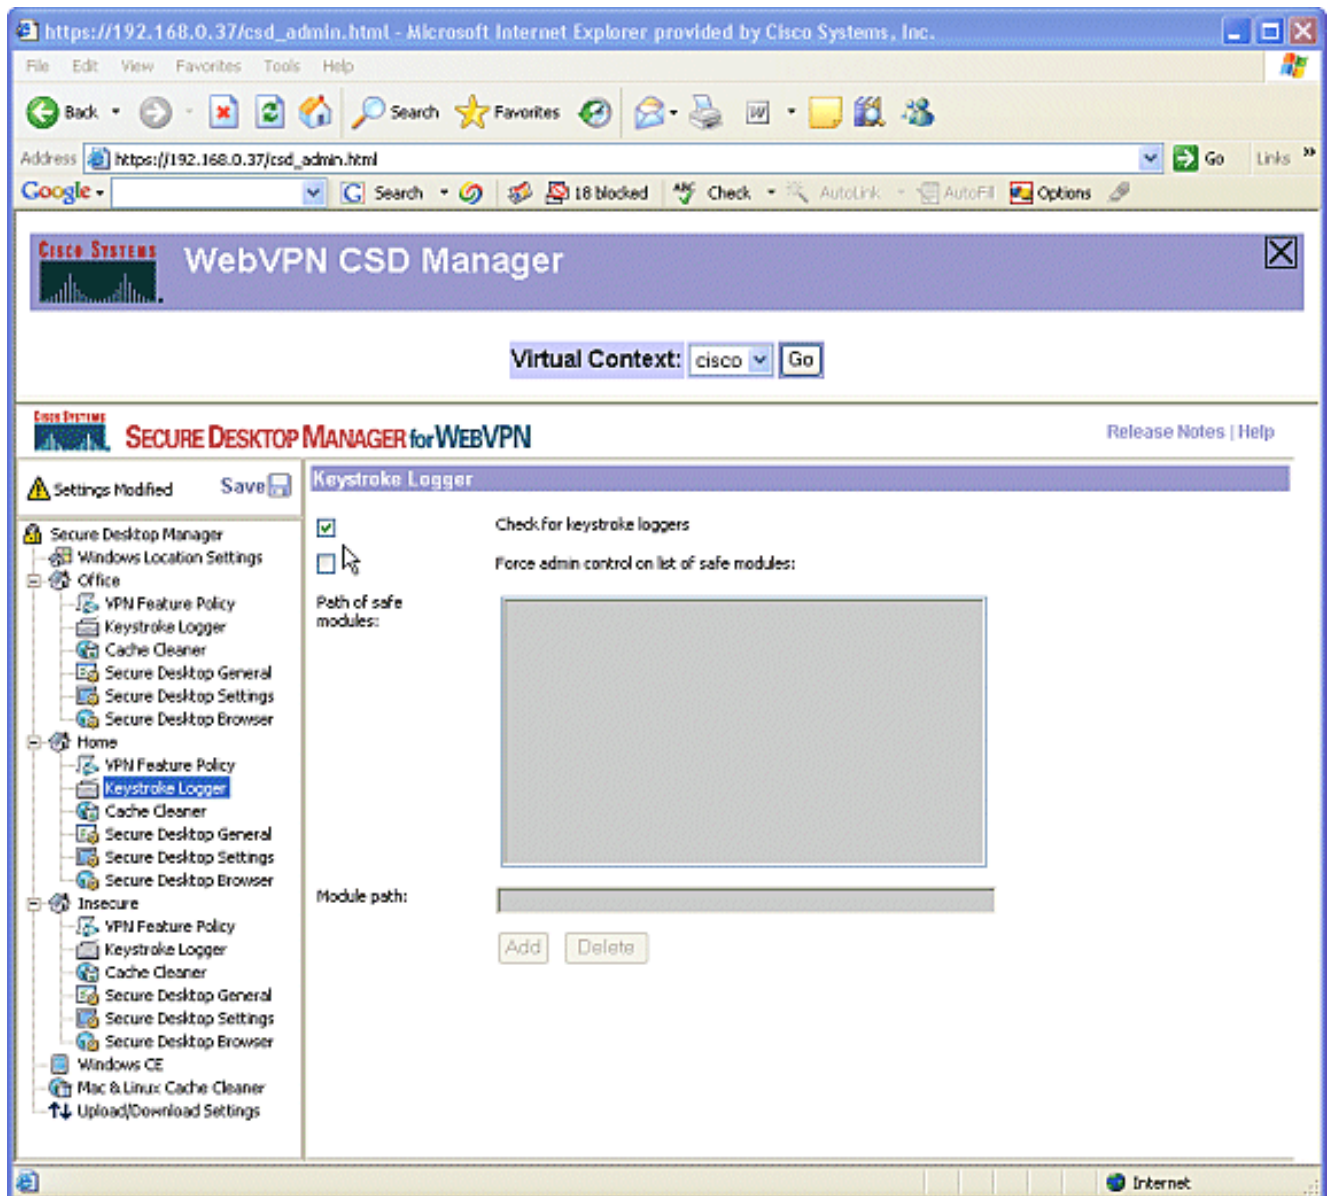 https://192.168.0.37/csd_admin.html - Microsoft Internet Explorer provided by Cisco Systems, Inc.
File Edit View Favorites Tools Help
Back Search Favorites
Address https://192.168.0.37/csd_admin.html Go Links »
Google Search 18 blocked Check AutoLink AutoFill Options
CISCO SYSTEMS WebVPN CSD Manager
Virtual Context: cisco Go
CISCO SYSTEMS SECURE DESKTOP MANAGER for WEBVPN Release Notes | Help
Settings Modified Save
Keystroke Logger
Secure Desktop Manager
Windows Location Settings
Office
VPN Feature Policy
Keystroke Logger
Cache Cleaner
Secure Desktop General
Secure Desktop Settings
Secure Desktop Browser
Home
VPN Feature Policy
Keystroke Logger
Cache Cleaner
Secure Desktop General
Secure Desktop Settings
Secure Desktop Browser
Insecure
VPN Feature Policy
Keystroke Logger
Cache Cleaner
Secure Desktop General
Secure Desktop Settings
Secure Desktop Browser
Windows CE
Mac & Linux Cache Cleaner
Upload/Download Settings
Check for keystroke loggers
Force admin control on list of safe modules:
Path of safe
modules:
Module path:
Add Delete
Internet